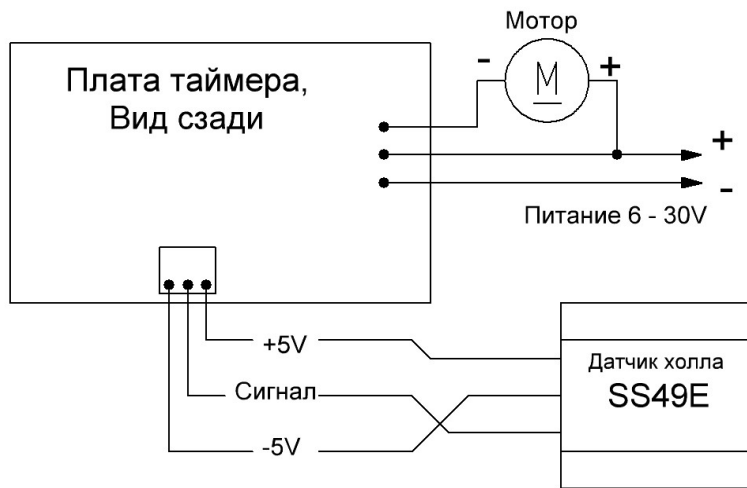 Мотор
Плата таймера,
Вид сзади
- M +
+
-
Питание 6 - 30V
+5V
Датчик холла
SS49E
Сигнал
-5V